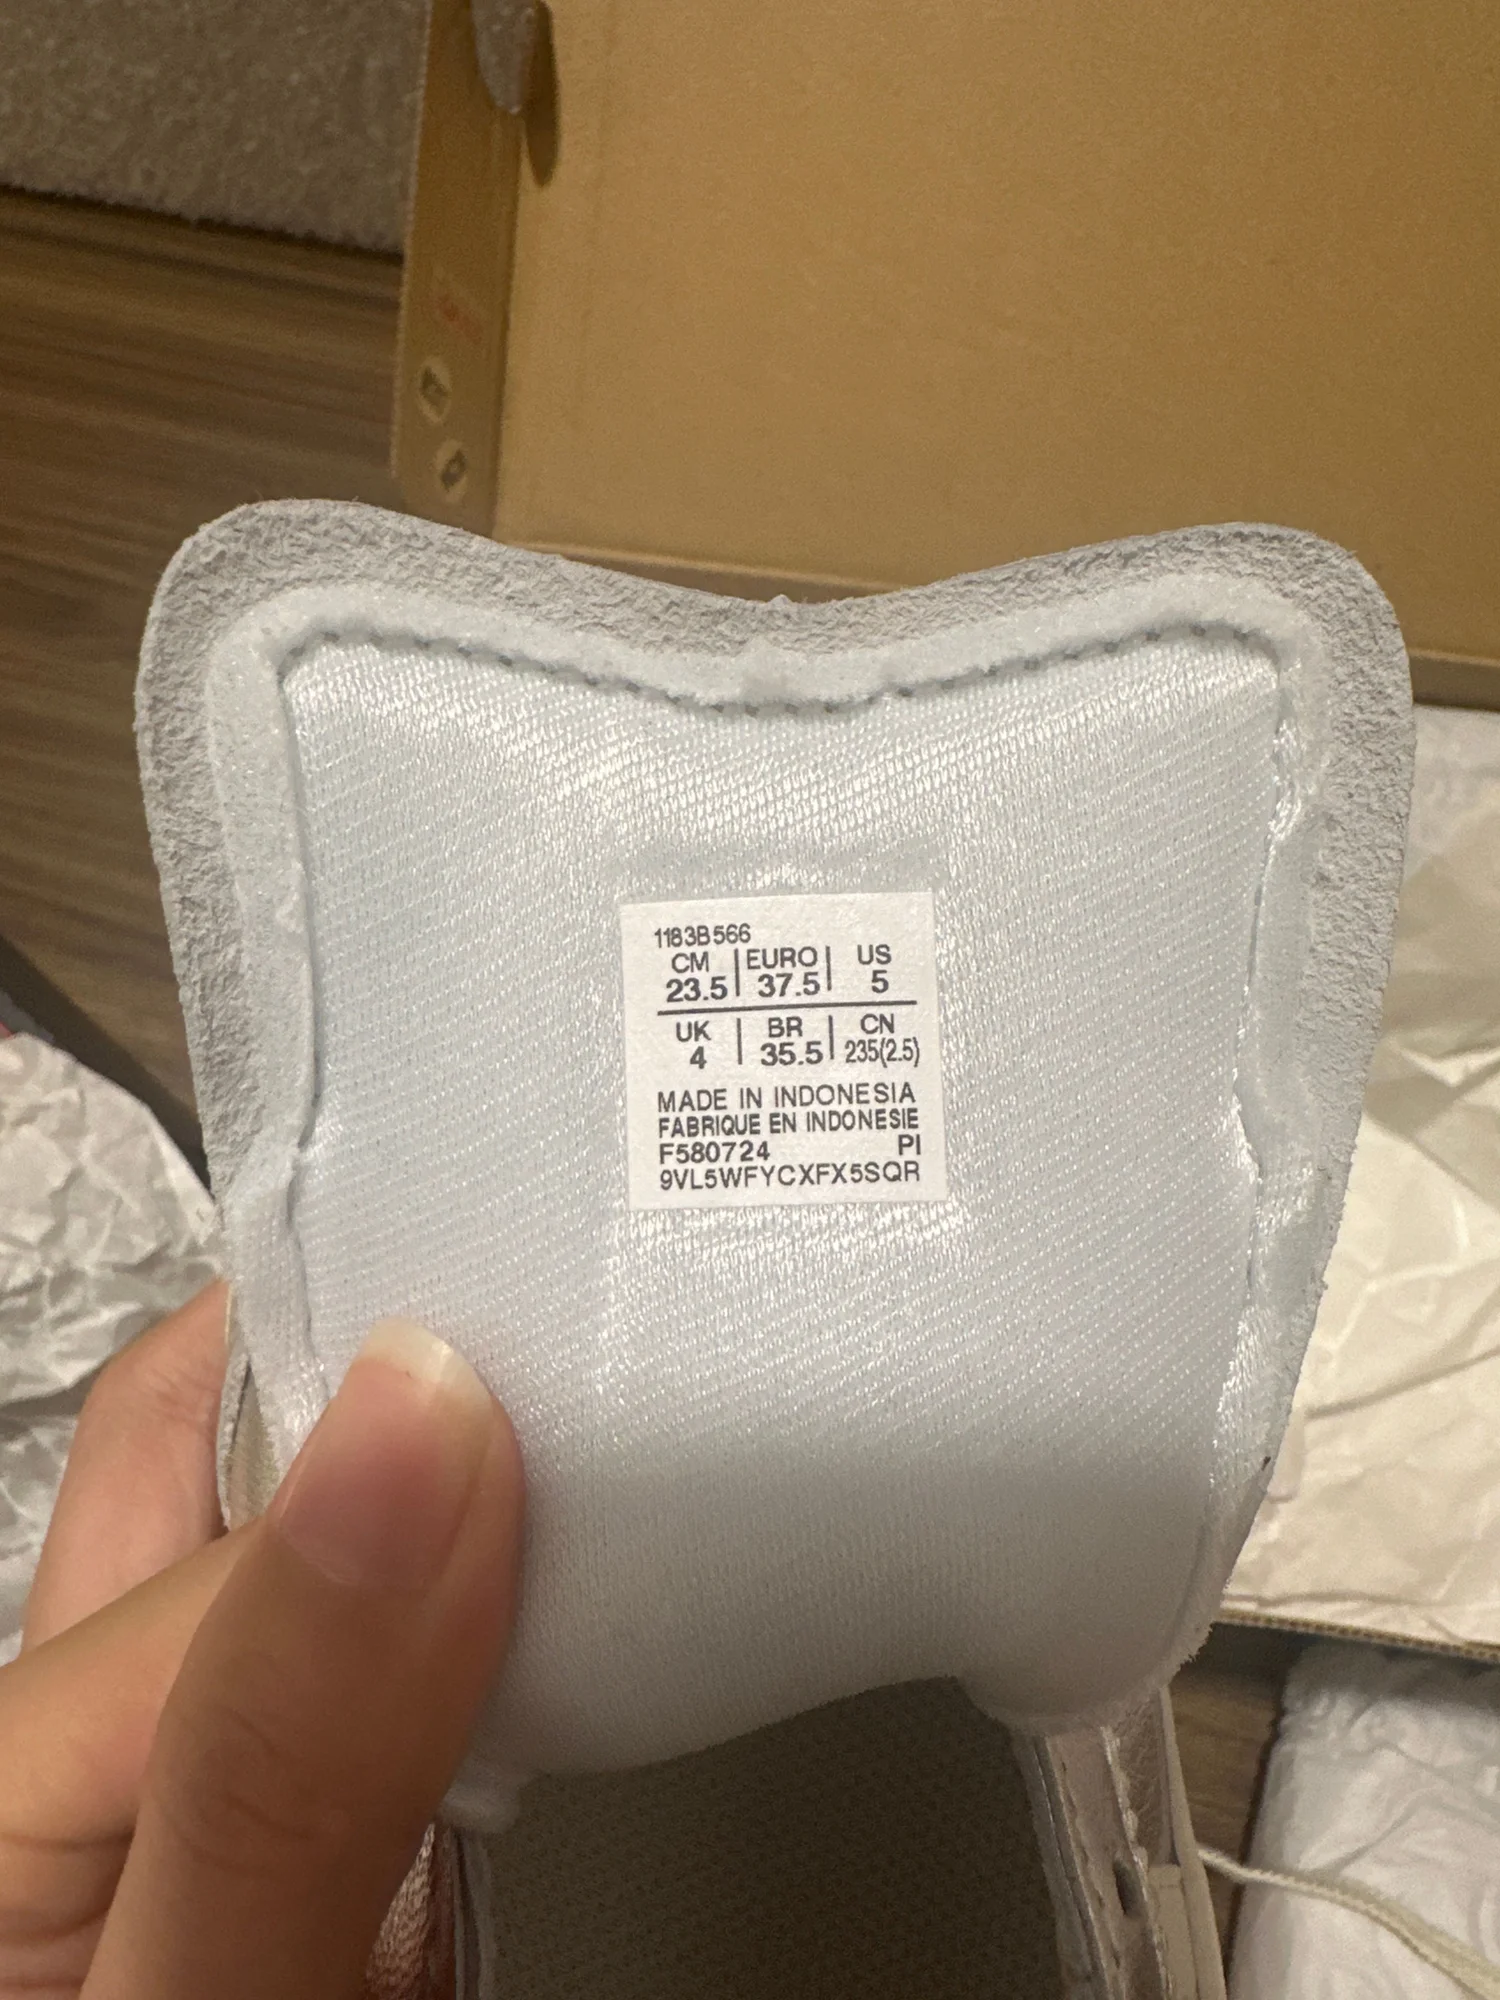 1183B566
CM | EURO | US
23.5 | 37.5 | 5
UK | BR | CN
4 | 35.5 | 235(2.5)
MADE IN INDONESIA
FABRIQUE EN INDONESIE
F580724 PI
9VL5WFYCXFX5SQR